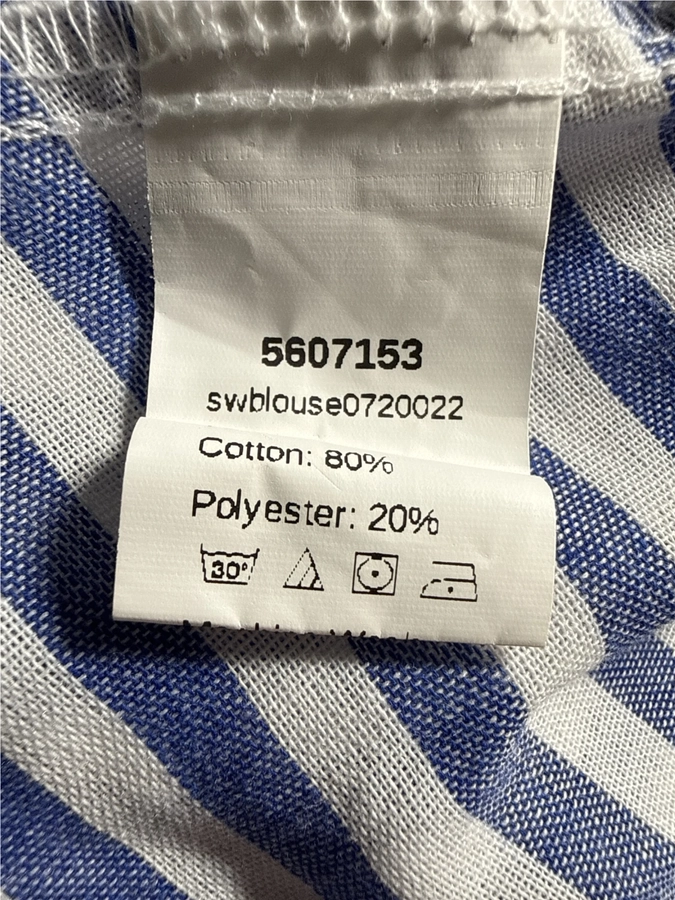 5607153
swblouse0720022
Cotton: 80%
Polyester: 20%
30°